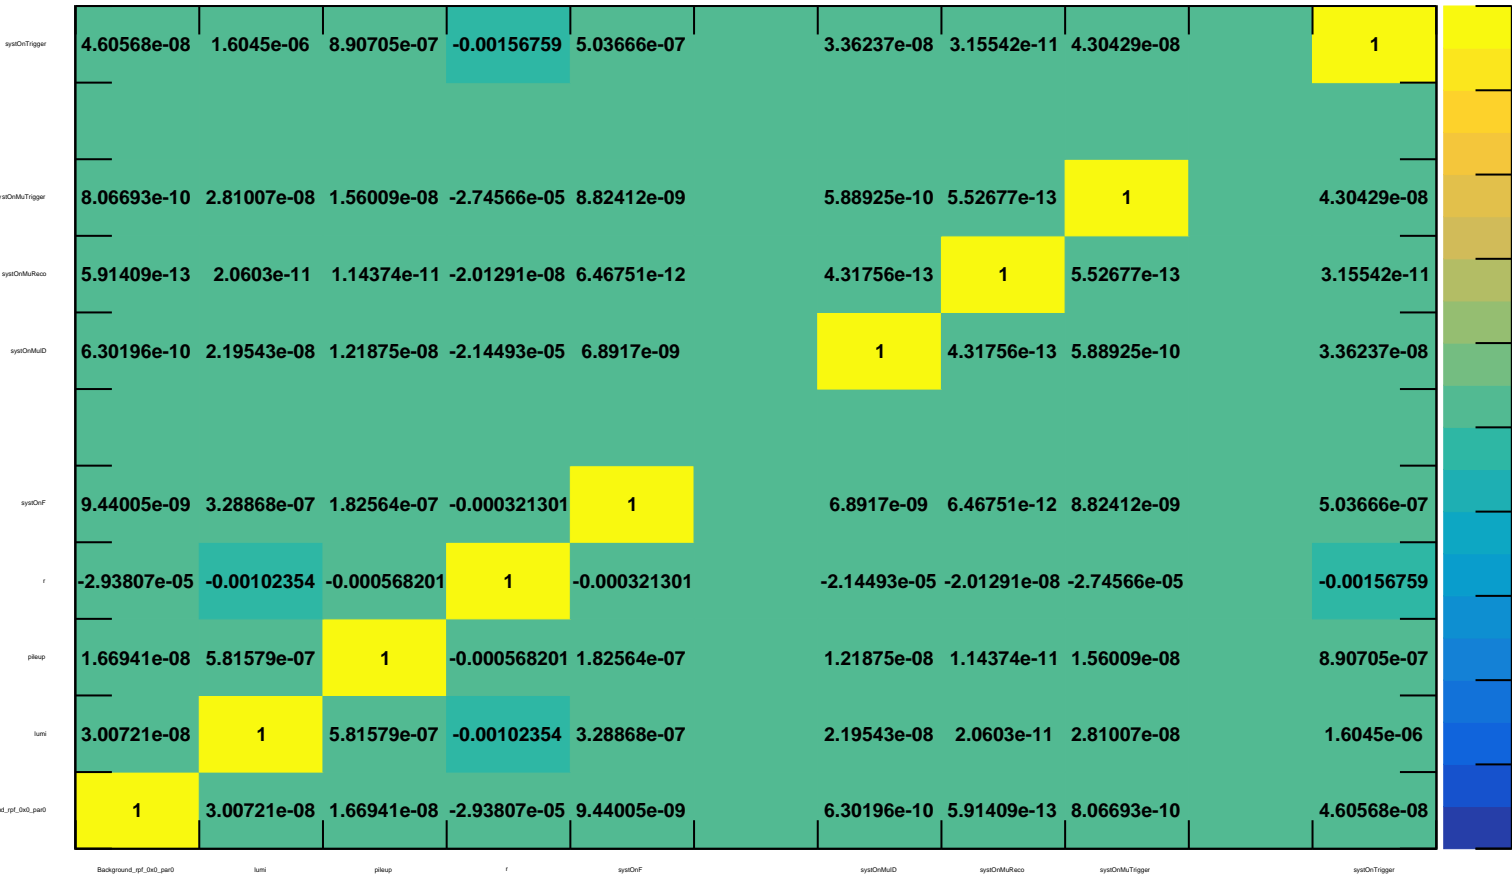 systOnTrigger 4.60568e-08 1.6045e-06 8.90705e-07 -0.00156759 5.03666e-07 3.36237e-08 3.15542e-11 4.30429e-08 1
stOnMuTrigger 8.06693e-10 2.81007e-08 1.56009e-08 -2.74566e-05 8.82412e-09 5.88925e-10 5.52677e-13 1 4.30429e-08
systOnMuReco 5.91409e-13 2.0603e-11 1.14374e-11 -2.01291e-08 6.46751e-12 4.31756e-13 1 5.52677e-13 3.15542e-11
systOnMuID 6.30196e-10 2.19543e-08 1.21875e-08 -2.14493e-05 6.8917e-09 1 4.31756e-13 5.88925e-10 3.36237e-08
systOnF 9.44005e-09 3.28868e-07 1.82564e-07 -0.000321301 1 6.8917e-09 6.46751e-12 8.82412e-09 5.03666e-07
r -2.93807e-05 -0.00102354 -0.000568201 1 -0.000321301 -2.14493e-05 -2.01291e-08 -2.74566e-05 -0.00156759
pileup 1.66941e-08 5.81579e-07 1 -0.000568201 1.82564e-07 1.21875e-08 1.14374e-11 1.56009e-08 8.90705e-07
lumi 3.00721e-08 1 5.81579e-07 -0.00102354 3.28868e-07 2.19543e-08 2.0603e-11 2.81007e-08 1.6045e-06
d_rpf_0x0_par0 1 3.00721e-08 1.66941e-08 -2.93807e-05 9.44005e-09 6.30196e-10 5.91409e-13 8.06693e-10 4.60568e-08
Background_rpf_0x0_par0 lumi pileup r systOnF systOnMuID systOnMuReco systOnMuTrigger systOnTrigger